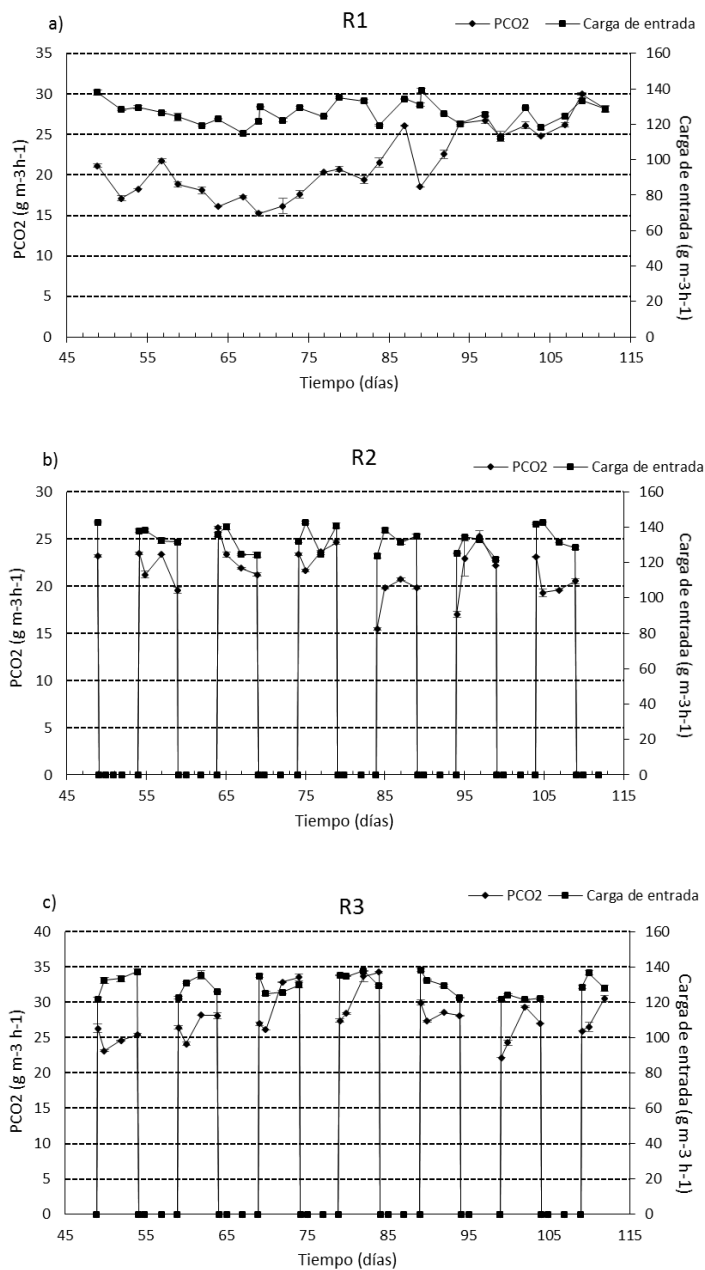 a)
R1
PCO2
Carga de entrada
35
30
25
20
15
10
5
0
PCO2 (g m-3h-1)
160
140
120
100
80
60
40
20
0
Carga de entrada (g m-3h-1)
45 55 65 75 85 95 105 115
Tiempo (días)
b)
R2
PCO2
Carga de entrada
30
25
20
15
10
5
0
PCO2 (g m-3h-1)
160
140
120
100
80
60
40
20
0
Carga de entrada (g m-3h-1)
45 55 65 75 85 95 105 115
Tiempo (días)
c)
R3
PCO2
Carga de entrada
40
35
30
25
20
15
10
5
0
PCO2 (g m-3 h-1)
160
140
120
100
80
60
40
20
0
Carga de entrada (g m-3 h-1)
45 55 65 75 85 95 105 115
Tiempo (días)